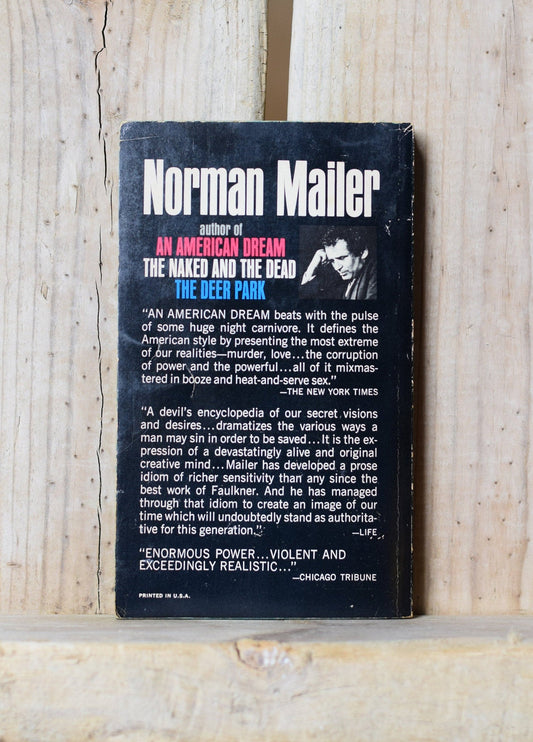 Norman Mailer
author of
AN AMERICAN DREAM
THE NAKED AND THE DEAD
THE DEER PARK
“AN AMERICAN DREAM beats with the pulse
of some huge night carnivore. It defines the
American style by presenting the most extreme
of our realities—murder, love...the corruption
of power and the powerful...all of it mixmas-
tered in booze and heat-and-serve sex.”
—THE NEW YORK TIMES
“A devil's encyclopedia of our secret visions
and desires...dramatizes the various ways a
man may sin in order to be saved...It is the ex-
pression of a devastatingly alive and original
creative mind...Mailer has developed a prose
idiom of richer sensitivity than any since the
best work of Faulkner. And he has managed
through that idiom to create an image of our
time which will undoubtedly stand as authorita-
tive for this generation.”
—LIFE
“ENORMOUS POWER...VIOLENT AND
EXCEEDINGLY REALISTIC...”
—CHICAGO TRIBUNE
PRINTED IN U.S.A.